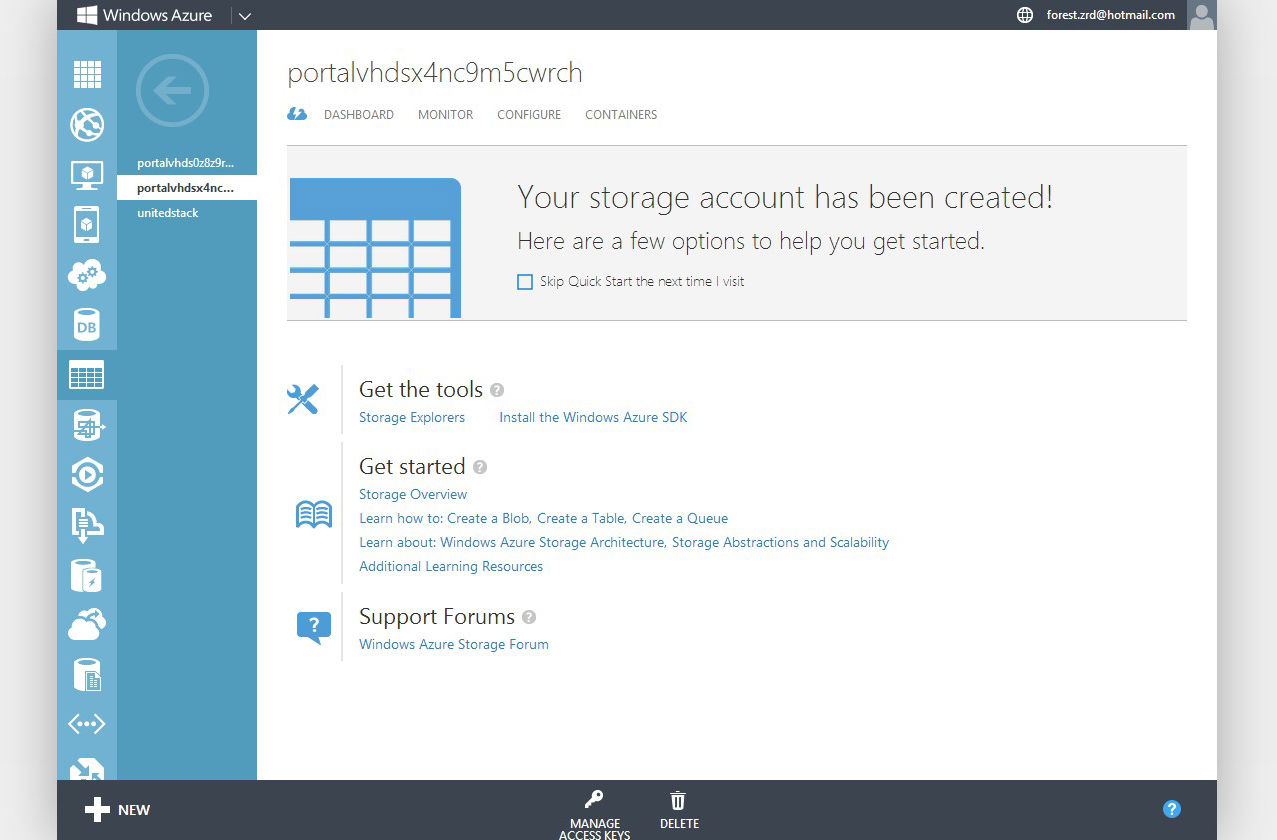 Windows Azure
forest.zrd@hotmail.com
portalvhds0z8z9r...
portalvhdsx4nc...
unitedstack
portalvhdsx4nc9m5cwrch
DASHBOARD MONITOR CONFIGURE CONTAINERS
Your storage account has been created!
Here are a few options to help you get started.
Skip Quick Start the next time I visit
Get the tools ?
Storage Explorers Install the Windows Azure SDK
Get started ?
Storage Overview
Learn how to: Create a Blob, Create a Table, Create a Queue
Learn about: Windows Azure Storage Architecture, Storage Abstractions and Scalability
Additional Learning Resources
Support Forums ?
Windows Azure Storage Forum
DB
?
NEW
MANAGE
ACCESS KEYS
DELETE
?